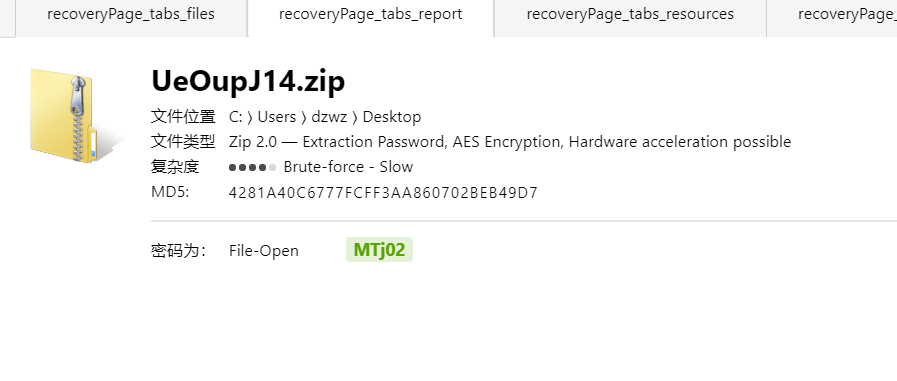 recoveryPage_tabs_files recoveryPage_tabs_report recoveryPage_tabs_resources recoveryPage_
UeOupJ14.zip
文件位置 C: 〉Users 〉dzwz 〉Desktop
文件类型 Zip 2.0 — Extraction Password, AES Encryption, Hardware acceleration possible
复杂度 Brute-force - Slow
MD5: 4281A40C6777FCFF3AA860702BEB49D7
密码为： File-Open MTj02